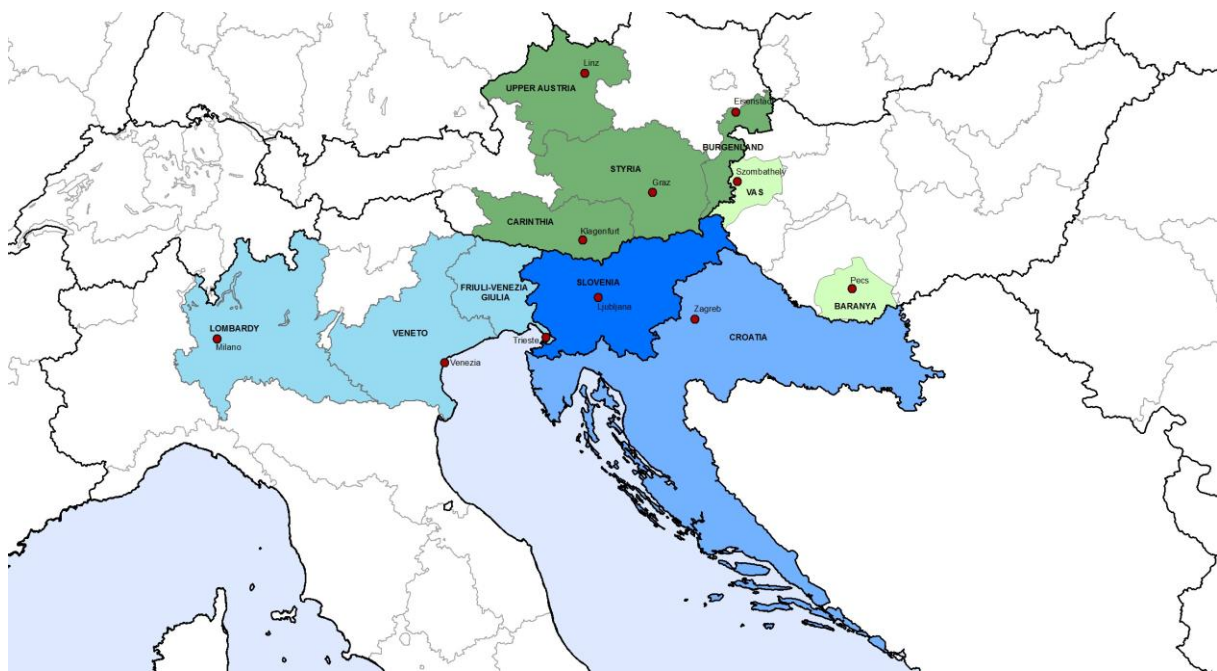 Linz
UPPER AUSTRIA
Eisenstadt
BURGENLAND
STYRIA
Szombathely
VAS
Graz
CARINTHIA
Klagenfurt
FRIULI-VENEZIA
GIULIA
SLOVENIA
Ljubljana
Pecs
BARANYA
Zagreb
LOMBARDY
Milano
VENETO
Trieste
CROATIA
Venezia